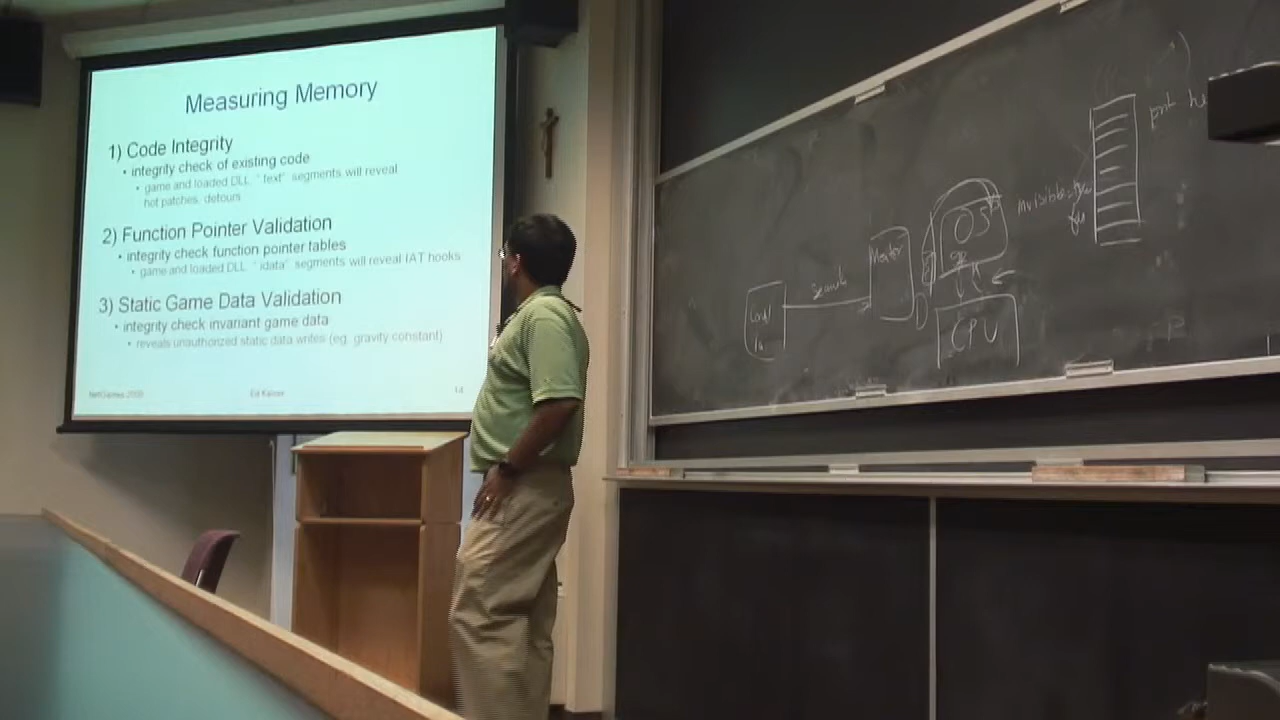 Measuring Memory
1) Code Integrity
• integrity check of existing code
• game and loaded DLL "text" segments will reveal
hot patches, detours
2) Function Pointer Validation
• integrity check function pointer tables
• game and loaded DLL "idata" segments will reveal IAT hooks
3) Static Game Data Validation
• integrity check invariant game data
• reveals unauthorized static data writes (eg. gravity constant)
Ed Kaiser
14
OS
CPU